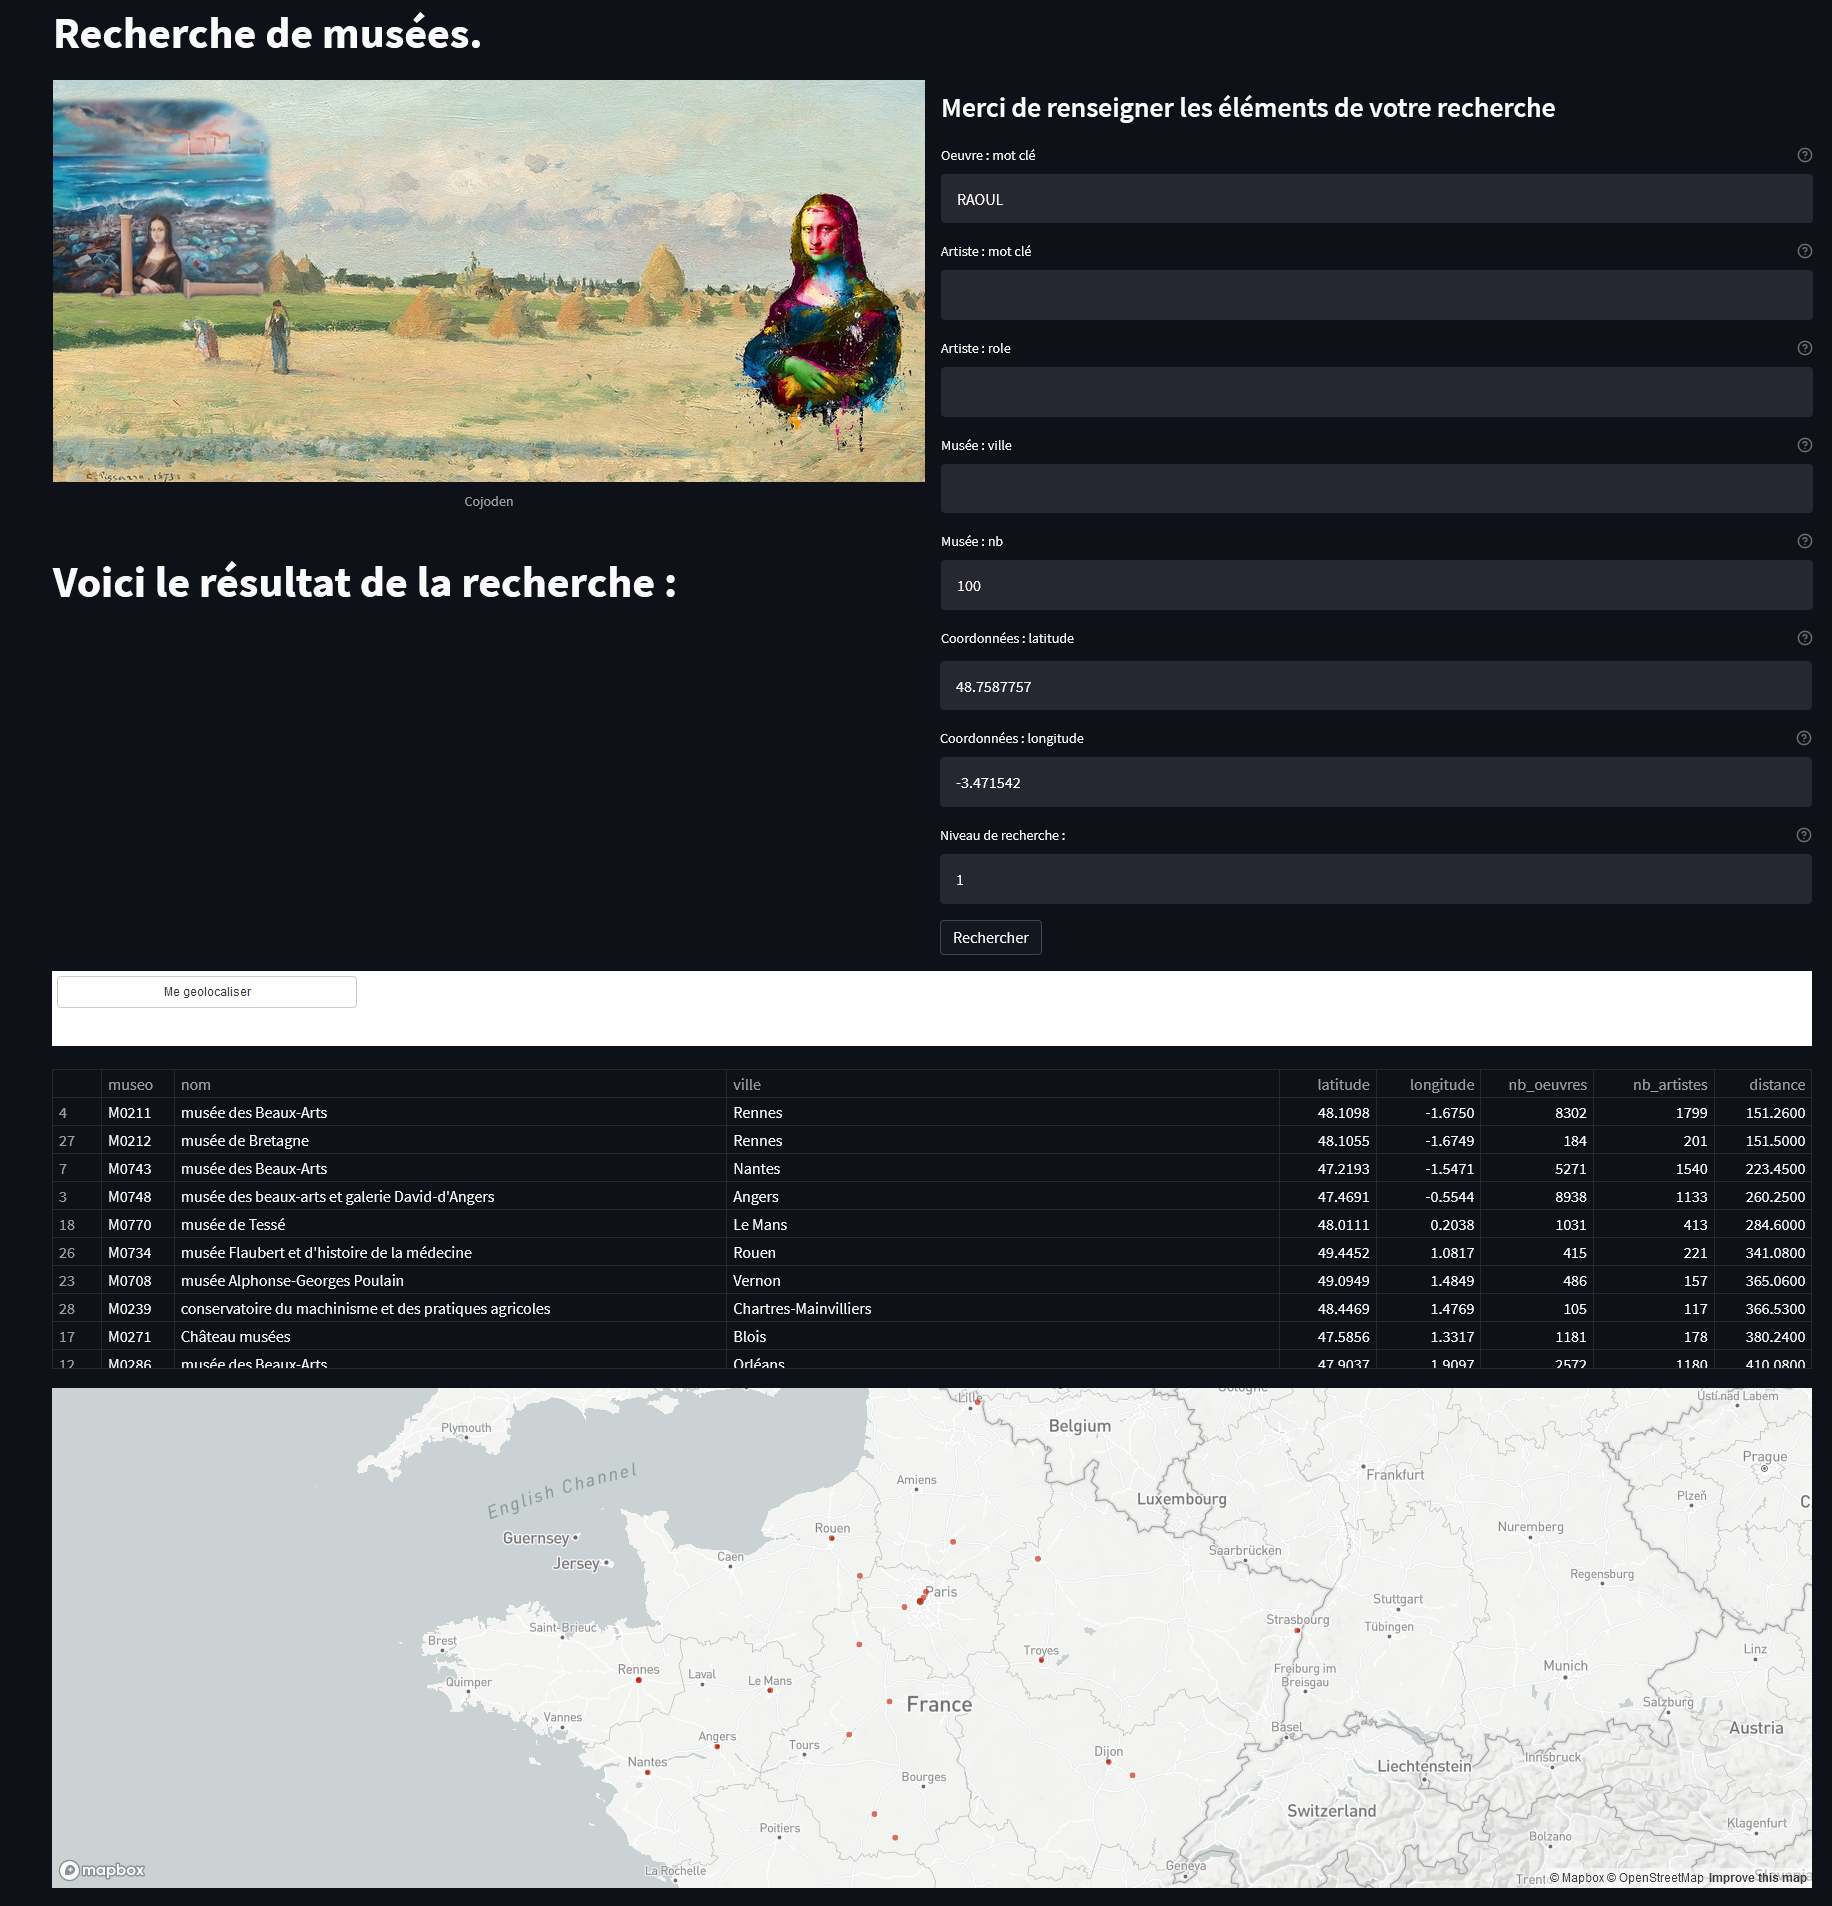 Recherche de musées.
C. Pissarro. 1873
Cojoden
Merci de renseigner les éléments de votre recherche
Oeuvre : mot clé
RAOUL
Artiste : mot clé
Artiste : role
Musée : ville
Musée : nb
100
Coordonnées : latitude
48.7587757
Coordonnées : longitude
-3.471542
Niveau de recherche :
1
Rechercher
Voici le résultat de la recherche :
Me geolocaliser
museo nom ville latitude longitude nb_oeuvres nb_artistes distance
4 M0211 musée des Beaux-Arts Rennes 48.1098 -1.6750 8302 1799 151.2600
27 M0212 musée de Bretagne Rennes 48.1055 -1.6749 184 201 151.5000
7 M0743 musée des Beaux-Arts Nantes 47.2193 -1.5471 5271 1540 223.4500
3 M0748 musée des beaux-arts et galerie David-d'Angers Angers 47.4691 -0.5544 8938 1133 260.2500
18 M0770 musée de Tessé Le Mans 48.0111 0.2038 1031 413 284.6000
26 M0734 musée Flaubert et d'histoire de la médecine Rouen 49.4452 1.0817 415 221 341.0800
23 M0708 musée Alphonse-Georges Poulain Vernon 49.0949 1.4849 486 157 365.0600
28 M0239 conservatoire du machinisme et des pratiques agricoles Chartres-Mainvilliers 48.4469 1.4769 105 117 366.5300
17 M0271 Château musées Blois 47.5856 1.3317 1181 178 380.2400
12 M0286 musée des Beaux-Arts Orléans 47.9037 1.9097 2572 1180 410.0800
Cologne
Lille
Ústí nad Labem
Plymouth
Belgium
Prague
English Channel
Amiens
Frankfurt
Luxembourg
Plzeň
C
Guernsey
Rouen
Nuremberg
Jersey
Caen
Saarbrücken
Regensburg
Paris
Stuttgart
Strasbourg
Tübingen
Saint-Brieuc
Brest
Troyes
Linz
Rennes
Laval
Le Mans
Freiburg im
Breisgau
Munich
Quimper
France
Salzburg
Vannes
Basel
Austria
Angers
Tours
Dijon
Innsbruck
Nantes
Liechtenstein
Bourges
Switzerland
Poitiers
Klagenfurt
Bolzano
La Rochelle
Geneva
mapbox
Trent
© Mapbox © OpenStreetMap Improve this map
Slovenia